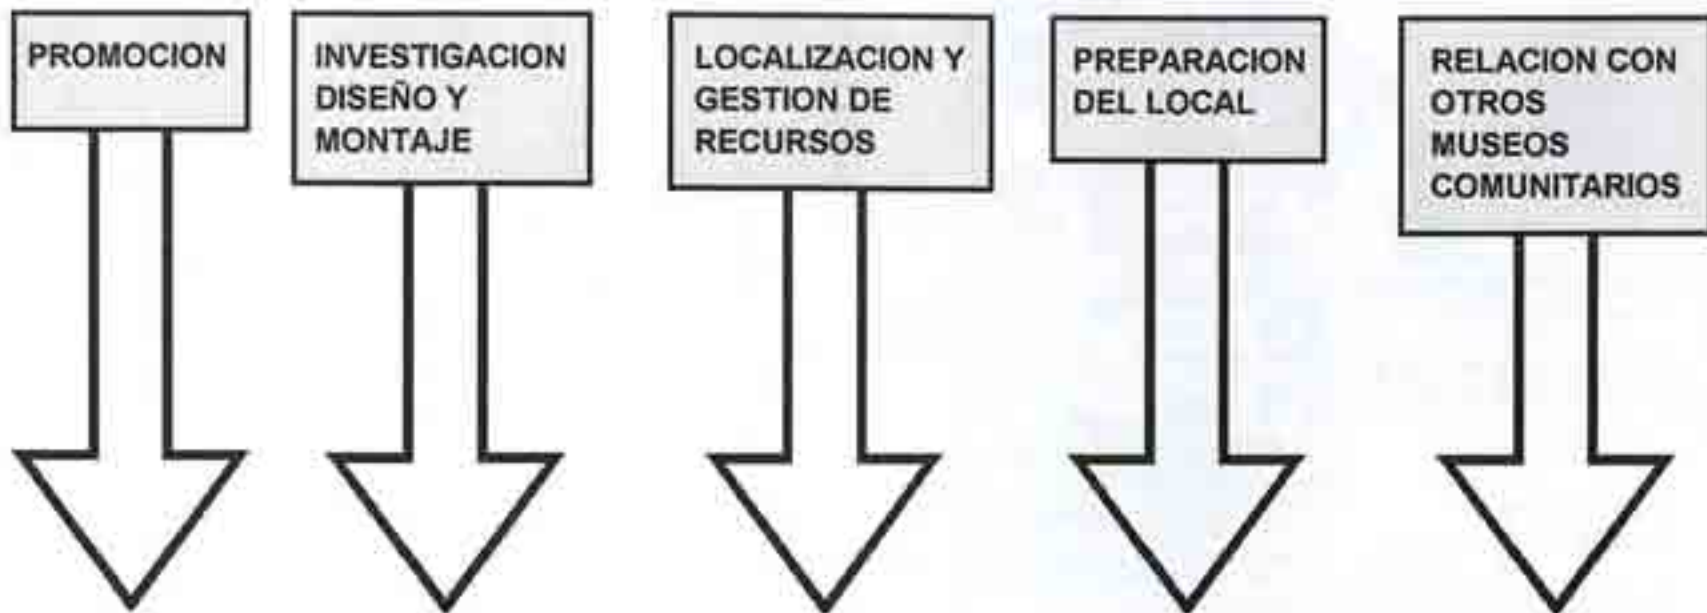 PROMOCION
INVESTIGACION
DISEÑO Y
MONTAJE
LOCALIZACION Y
GESTION DE
RECURSOS
PREPARACION
DEL LOCAL
RELACION CON
OTROS
MUSEOS
COMUNITARIOS